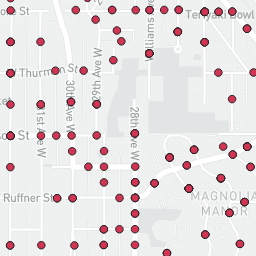 Teriyaki Bowl
Williams Ave W
W Thurman St
29th Ave W
30th Ave W
31st Ave W
28th Ave W
W Ruffner St
MAGNOLIA
MANOR